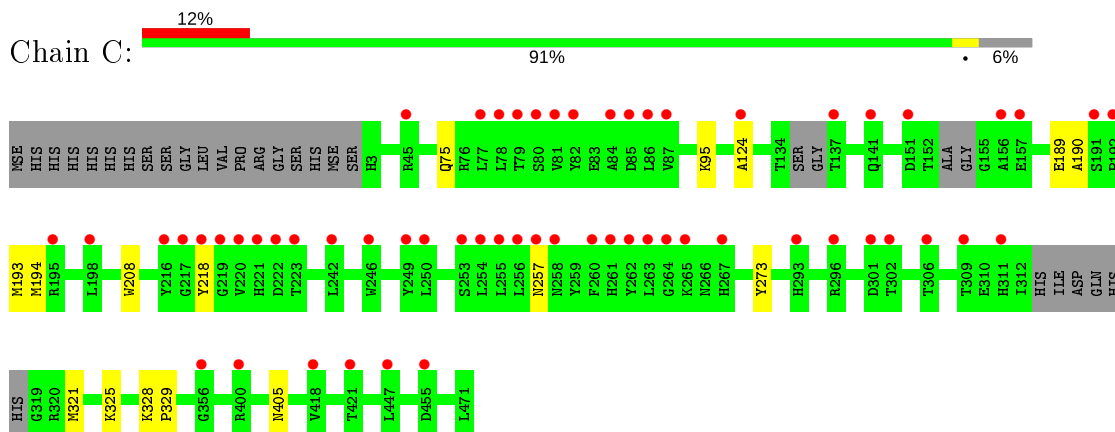 12%
Chain C:
91% • 6%
MSE HIS HIS HIS HIS HIS HIS SER SER GLY LEU VAL PRO ARG GLY SER HIS MSE SER H3 R45 Q75 R76 L77 L78 T79 S80 V81 Y82 E83 A84 D85 L86 V87 K95 A124 T134 SER GLY T137 Q141 D151 T152 ALA GLY G155 A156 E157 E189 A190 S191
M193 M194 R195 L198 W208 Y216 G217 Y218 G219 V220 H221 D222 T223 L242 W246 Y249 L250 S253 L254 L255 L256 N257 N258 Y259 F260 H261 Y262 L263 G264 K265 N266 H267 Y273 H293 R296 D301 T302 T306 T309 E310 H311 I312 HIS ILE ASP GLN HIS
HIS G319 R320 M321 K325 K328 P329 G356 R400 N405 V418 T421 L447 D455 L471